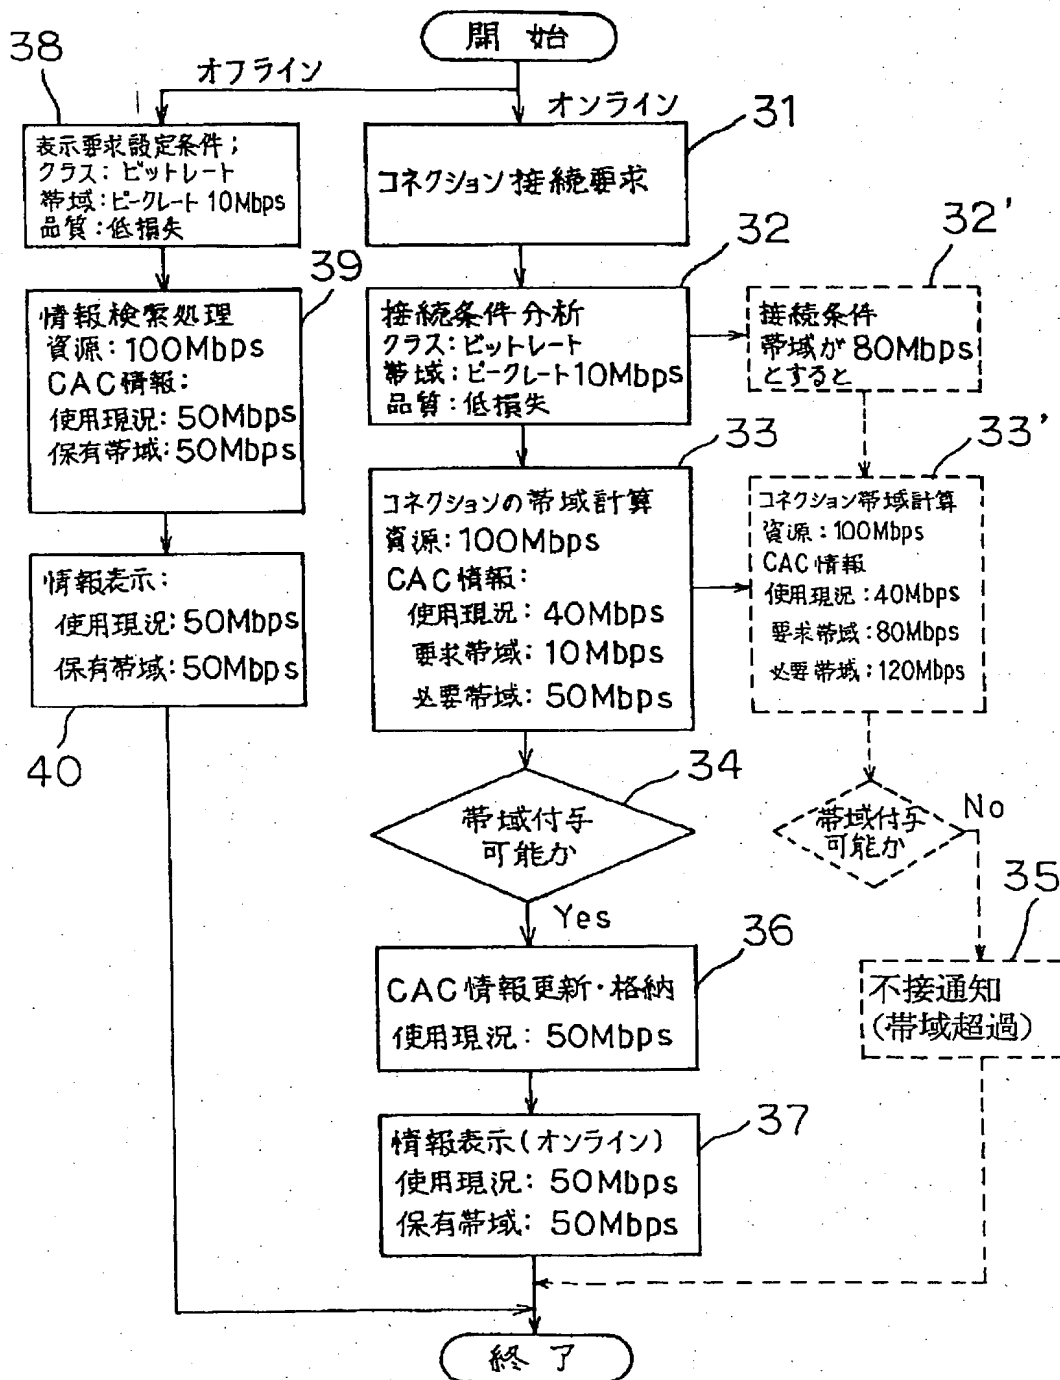 開始
オフライン
オンライン
38
表示要求設定条件;
クラス:ビットレート
帯域:ピークレート10Mbps
品質:低損失
31
コネクション接続要求
39
情報検索処理
資源:100Mbps
CAC情報:
使用現況:50Mbps
保有帯域:50Mbps
32
接続条件分析
クラス:ビットレート
帯域:ピークレート10Mbps
品質:低損失
32'
接続条件
帯域が80Mbps
とすると
33
コネクションの帯域計算
資源:100Mbps
CAC情報:
使用現況:40Mbps
要求帯域:10Mbps
必要帯域:50Mbps
33'
コネクション帯域計算
資源:100Mbps
CAC情報
使用現況:40Mbps
要求帯域:80Mbps
必要帯域:120Mbps
情報表示:
使用現況:50Mbps
保有帯域:50Mbps
40
34
帯域付与
可能か
Yes
帯域付与
可能か
No
35
不接通知
(帯域超過)
36
CAC情報更新・格納
使用現況:50Mbps
37
情報表示(オンライン)
使用現況:50Mbps
保有帯域:50Mbps
終了